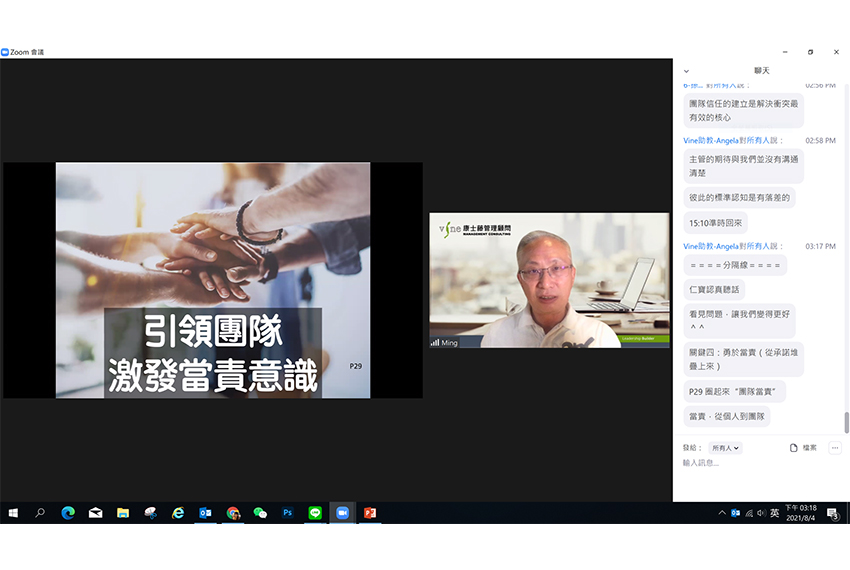 Zoom 會議
聊天
對所有人說：
02:56 PM
團隊信任的建立是解決衝突最
有效的核心
Vine助教-Angela對所有人說：
02:58 PM
主管的期待與我們並沒有溝通
清楚
彼此的標準認知是有落差的
15:10準時回來
Vine助教-Angela對所有人說：
03:17 PM
＝＝＝＝分隔線＝＝＝＝
仁寶認真聽話
看見問題，讓我們變得更好
＾＾
關鍵四：勇於當責（從承諾堆
疊上來）
P29 圈起來 “團隊當責”
當責，從個人到團隊
發給：
所有人
檔案
輸入訊息...
引領團隊
激發當責意識
P29
vine 康士藤管理顧問
MANAGEMENT CONSULTING
Leadership Builder
Ming
英
下午 03:18
2021/8/4
3